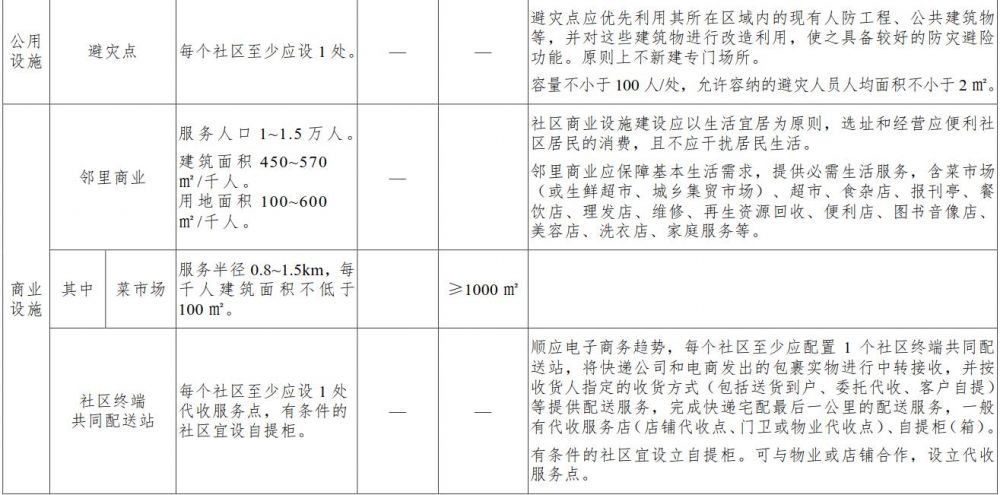 公用
设施
避灾点
每个社区至少应设 1 处。
—
—
避灾点应优先利用其所在区域内的现有人防工程、公共建筑物
等，并对这些建筑物进行改造利用，使之具备较好的防灾避险
功能。原则上不新建专门场所。
容量不小于 100 人/处，允许容纳的避灾人员人均面积不小于 2 ㎡。
商业
设施
邻里商业
服务人口 1~1.5 万人。
建筑面积 450~570
㎡/千人。
用地面积 100~600
㎡/千人。
—
社区商业设施建设应以生活宜居为原则，选址和经营应便利社
区居民的消费，且不应干扰居民生活。
邻里商业应保障基本生活需求，提供必需生活服务，含菜市场
（或生鲜超市、城乡集贸市场）、超市、食杂店、报刊亭、餐
饮店、理发店、维修、再生资源回收、便利店、图书音像店、
美容店、洗衣店、家庭服务等。
其中
菜市场
服务半径 0.8~1.5km，每
千人建筑面积不低于
100 ㎡。
≥1000 ㎡
社区终端
共同配送站
每个社区至少应设 1 处
代收服务点，有条件的
社区宜设自提柜。
—
—
顺应电子商务趋势，每个社区至少应配置 1 个社区终端共同配
送站，将快递公司和电商发出的包裹实物进行中转接收，并按
收货人指定的收货方式（包括送货到户、委托代收、客户自提）
等提供配送服务，完成快递宅配最后一公里的配送服务，一般
有代收服务店（店铺代收点、门卫或物业代收点）、自提柜（箱）。
有条件的社区宜设立自提柜。可与物业或店铺合作，设立代收
服务点。